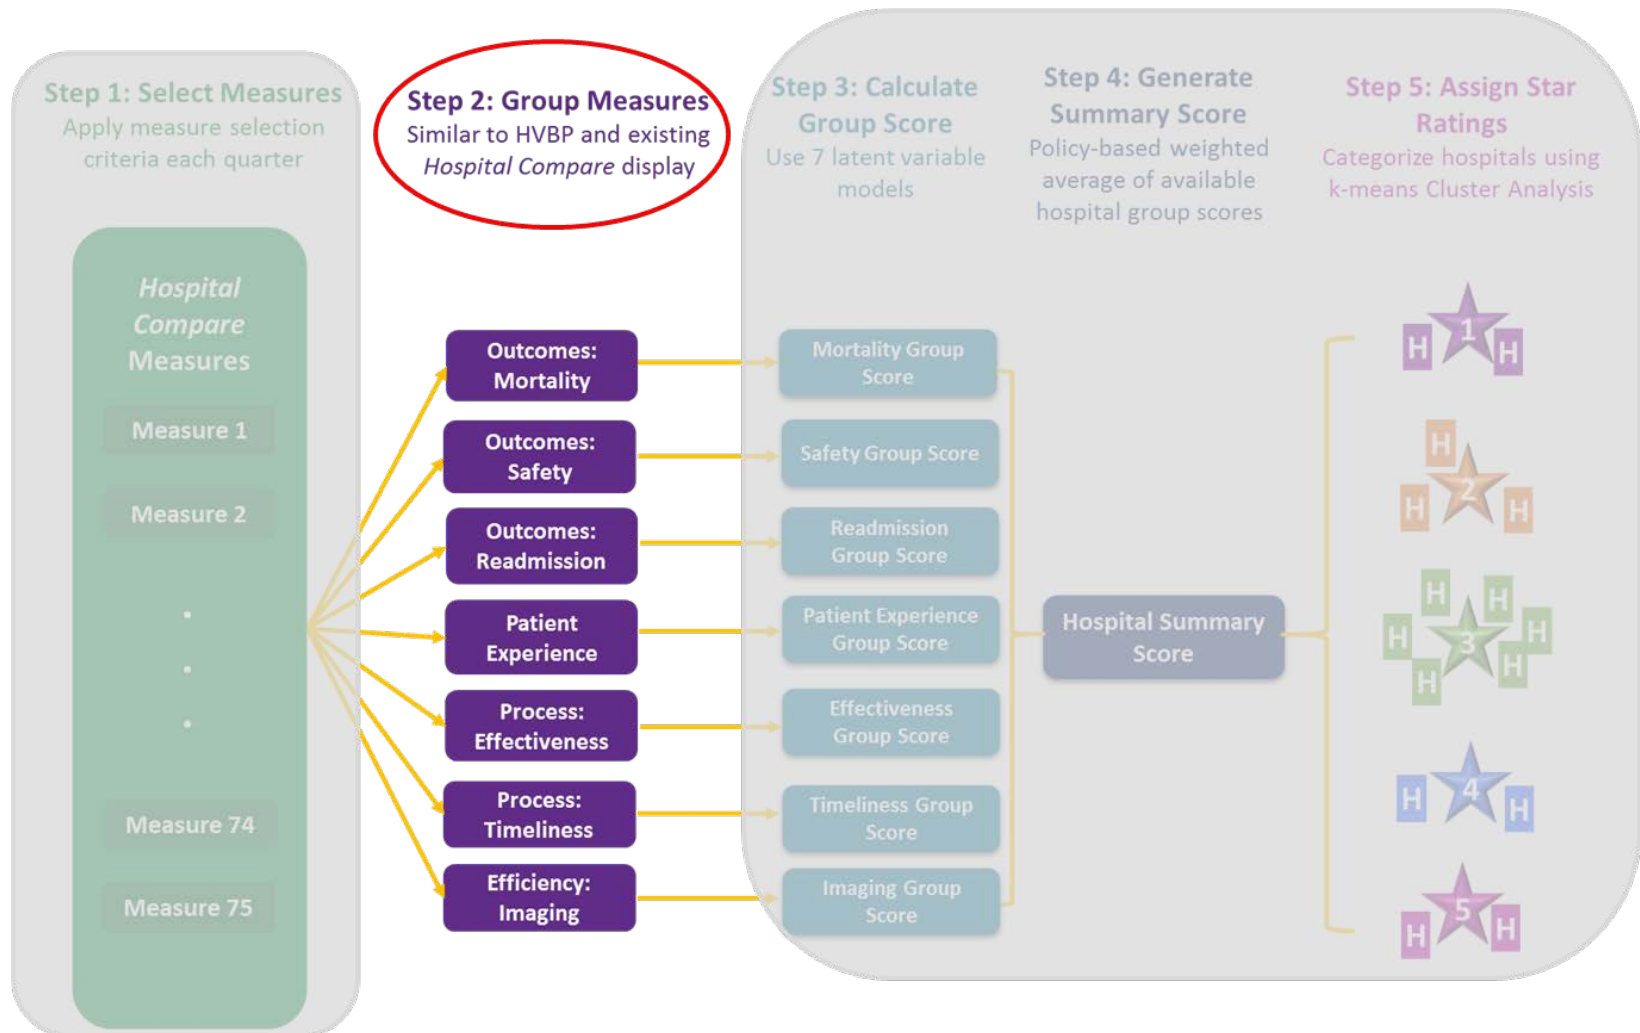 Step 1: Select Measures
Apply measure selection
criteria each quarter
Hospital
Compare
Measures
Measure 1
Measure 2
.
.
.
Measure 74
Measure 75
Step 2: Group Measures
Similar to HVBP and existing
Hospital Compare display
Outcomes:
Mortality
Outcomes:
Safety
Outcomes:
Readmission
Patient
Experience
Process:
Effectiveness
Process:
Timeliness
Efficiency:
Imaging
Step 3: Calculate
Group Score
Use 7 latent variable
models
Mortality Group
Score
Safety Group Score
Readmission
Group Score
Patient Experience
Group Score
Effectiveness
Group Score
Timeliness Group
Score
Imaging Group
Score
Step 4: Generate
Summary Score
Policy-based weighted
average of available
hospital group scores
Hospital Summary
Score
Step 5: Assign Star
Ratings
Categorize hospitals using
k-means Cluster Analysis
1
H H
H
2
H H
H H
H 3 H
H H
4
H H
5
H H